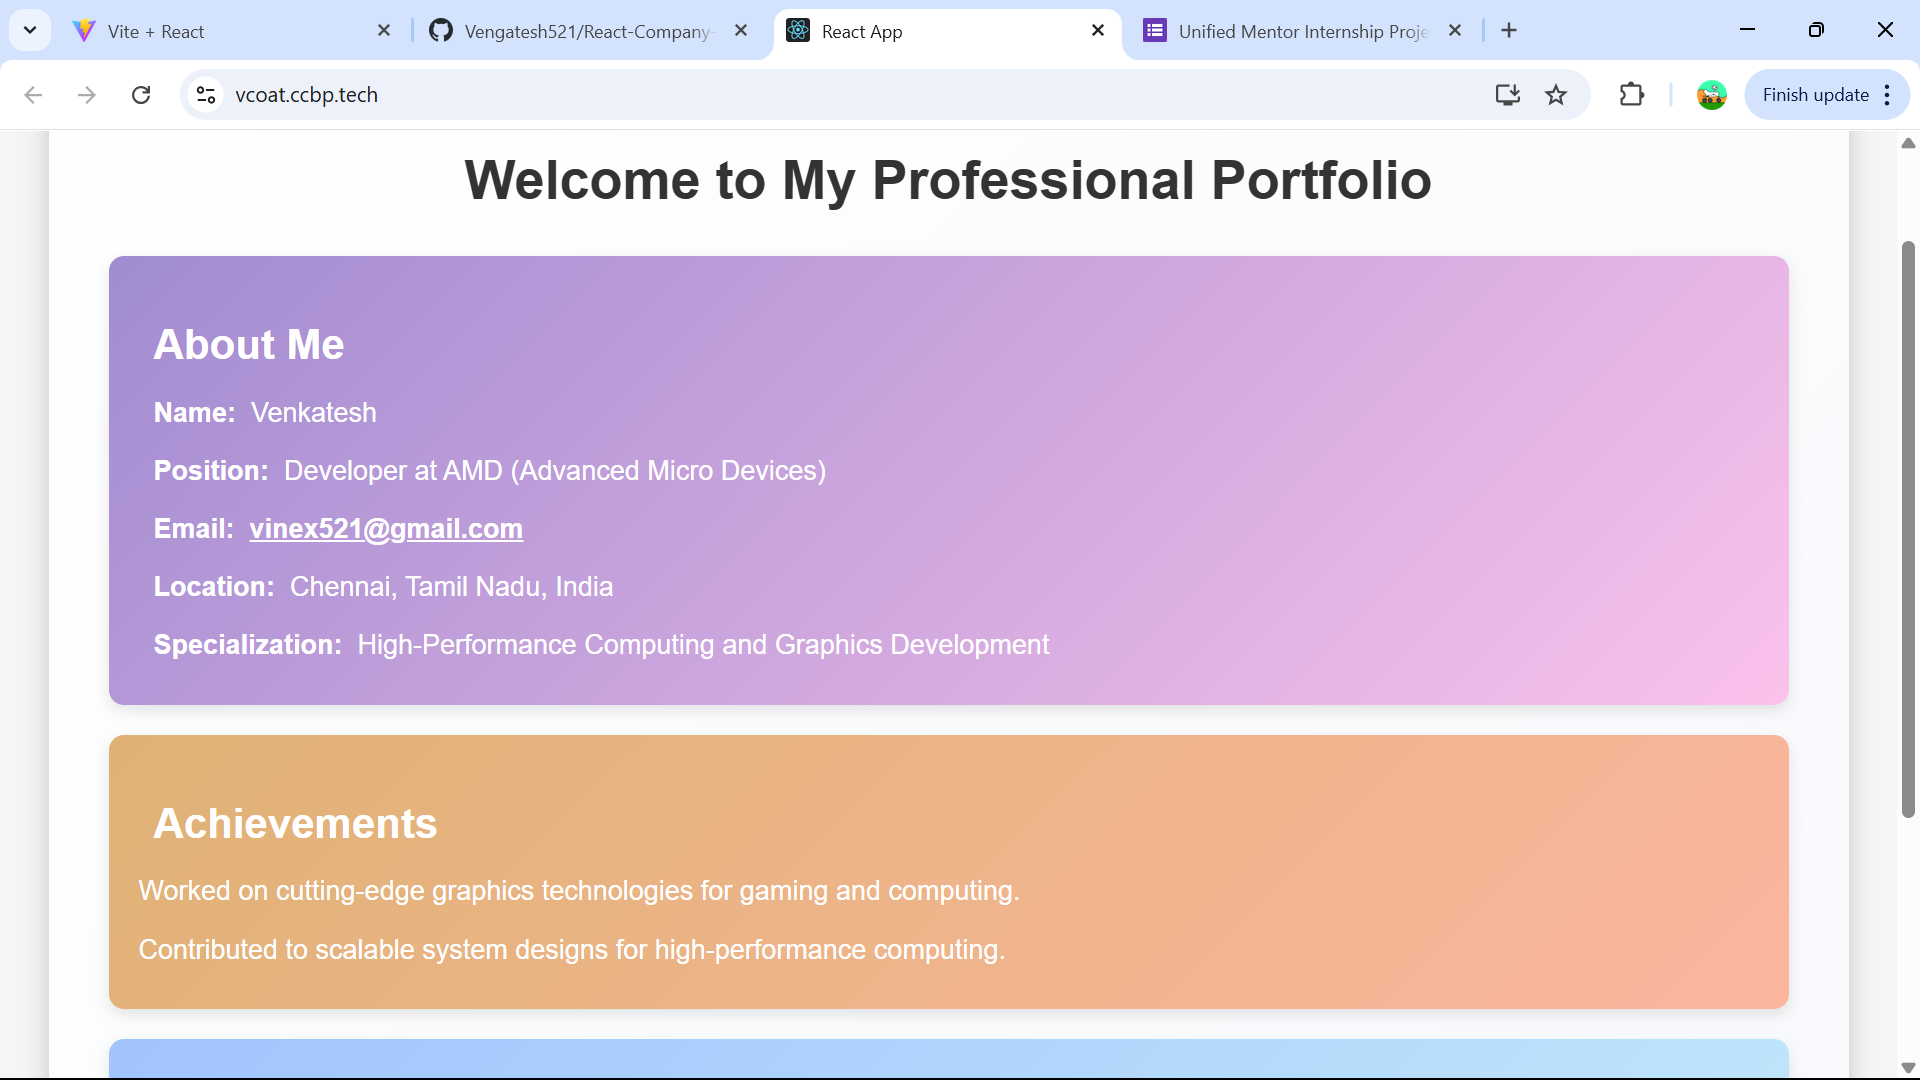 Vite + React
Vengatesh521/React-Company-
React App
Unified Mentor Internship Proje
vcoat.ccbp.tech
Finish update
Welcome to My Professional Portfolio
About Me
Name: Venkatesh
Position: Developer at AMD (Advanced Micro Devices)
Email: vinex521@gmail.com
Location: Chennai, Tamil Nadu, India
Specialization: High-Performance Computing and Graphics Development
Achievements
Worked on cutting-edge graphics technologies for gaming and computing.
Contributed to scalable system designs for high-performance computing.